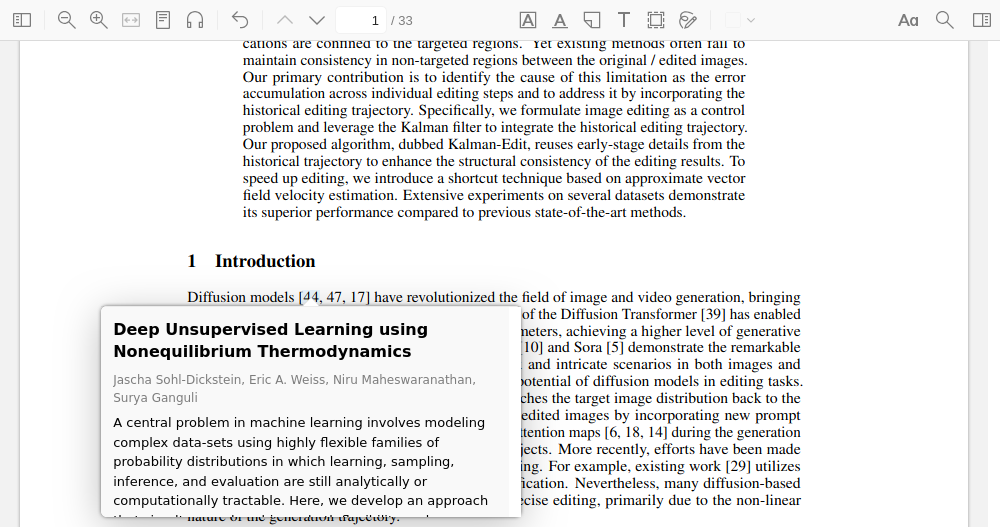 1 / 33
A
A
T
Aa
cations are confined to the targeted regions. Yet existing methods often fail to
maintain consistency in non-targeted regions between the original / edited images.
Our primary contribution is to identify the cause of this limitation as the error
accumulation across individual editing steps and to address it by incorporating the
historical editing trajectory. Specifically, we formulate image editing as a control
problem and leverage the Kalman filter to integrate the historical editing trajectory.
Our proposed algorithm, dubbed Kalman-Edit, reuses early-stage details from the
historical trajectory to enhance the structural consistency of the editing results. To
speed up editing, we introduce a shortcut technique based on approximate vector
field velocity estimation. Extensive experiments on several datasets demonstrate
its superior performance compared to previous state-of-the-art methods.
1 Introduction
Diffusion models [44, 47, 17] have revolutionized the field of image and video generation, bringing
of the Diffusion Transformer [39] has enabled
meters, achieving a higher level of generative
[10] and Sora [5] demonstrate the remarkable
and intricate scenarios in both images and
potential of diffusion models in editing tasks.
ches the target image distribution back to the
edited images by incorporating new prompt
ttention maps [6, 18, 14] during the generation
jects. More recently, efforts have been made
ing. For example, existing work [29] utilizes
fication. Nevertheless, many diffusion-based
cise editing, primarily due to the non-linear
nature of the generation trajectory.
Deep Unsupervised Learning using
Nonequilibrium Thermodynamics
Jascha Sohl-Dickstein, Eric A. Weiss, Niru Maheswaranathan,
Surya Ganguli
A central problem in machine learning involves modeling
complex data-sets using highly flexible families of
probability distributions in which learning, sampling,
inference, and evaluation are still analytically or
computationally tractable. Here, we develop an approach